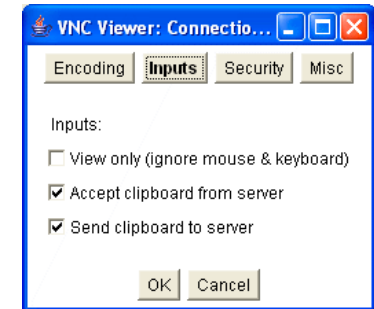 VNC Viewer: Connectio...
Encoding Inputs Security Misc
Inputs:
View only (ignore mouse & keyboard)
Accept clipboard from server
Send clipboard to server
OK Cancel